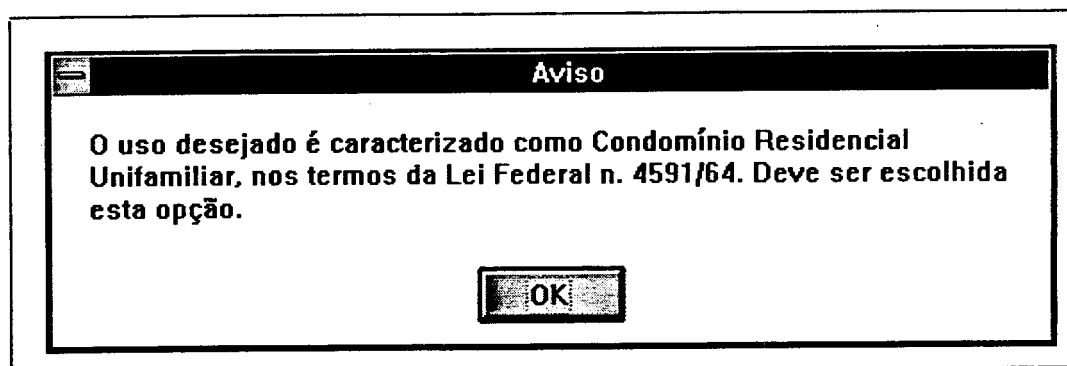 Aviso
O uso desejado é caracterizado como Condomínio Residencial
Unifamiliar, nos termos da Lei Federal n. 4591/64. Deve ser escolhida
esta opção.
OK